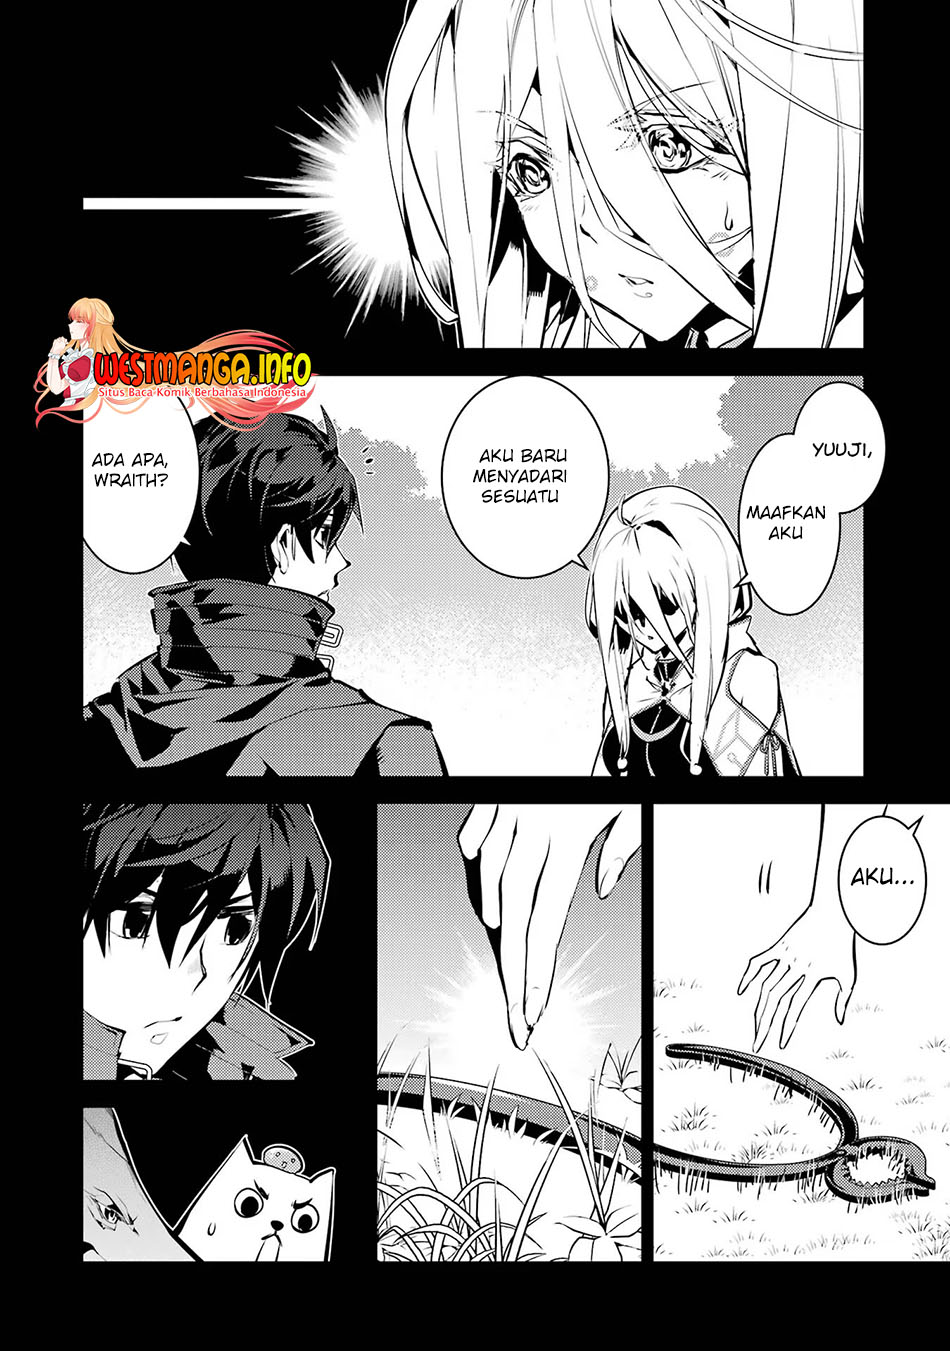 WESTMANGA.INFO
Situs Baca Komik Berbahasa Indonesia
YUUJI,
MAAFKAN
AKU
AKU BARU
MENYADARI
SESUATU
ADA APA,
WRAITH?
AKU...